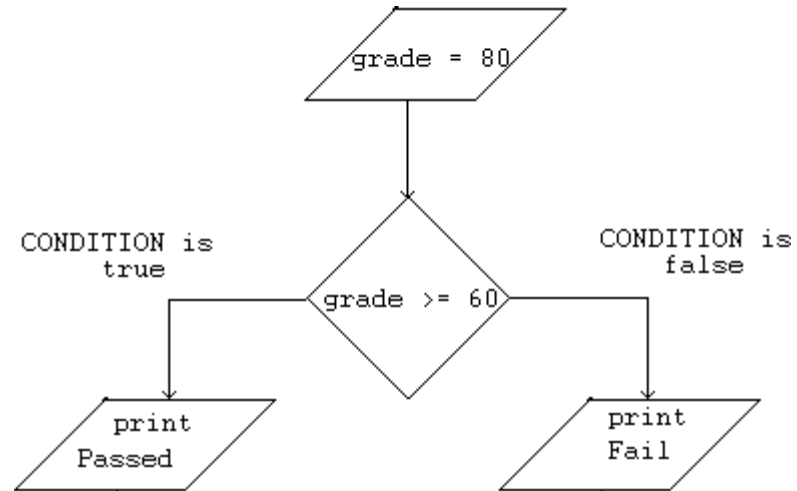 grade = 80
CONDITION is
true
grade >= 60
CONDITION is
false
print
Passed
print
Fail